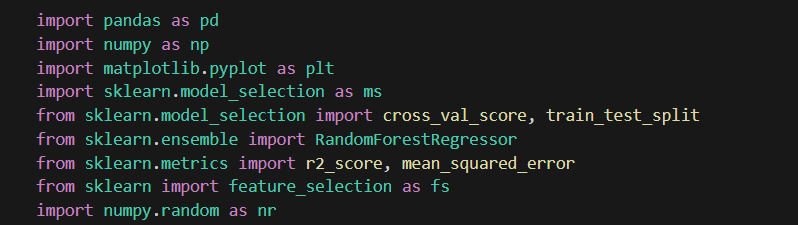 import pandas as pd
import numpy as np
import matplotlib.pyplot as plt
import sklearn.model_selection as ms
from sklearn.model_selection import cross_val_score, train_test_split
from sklearn.ensemble import RandomForestRegressor
from sklearn.metrics import r2_score, mean_squared_error
from sklearn import feature_selection as fs
import numpy.random as nr